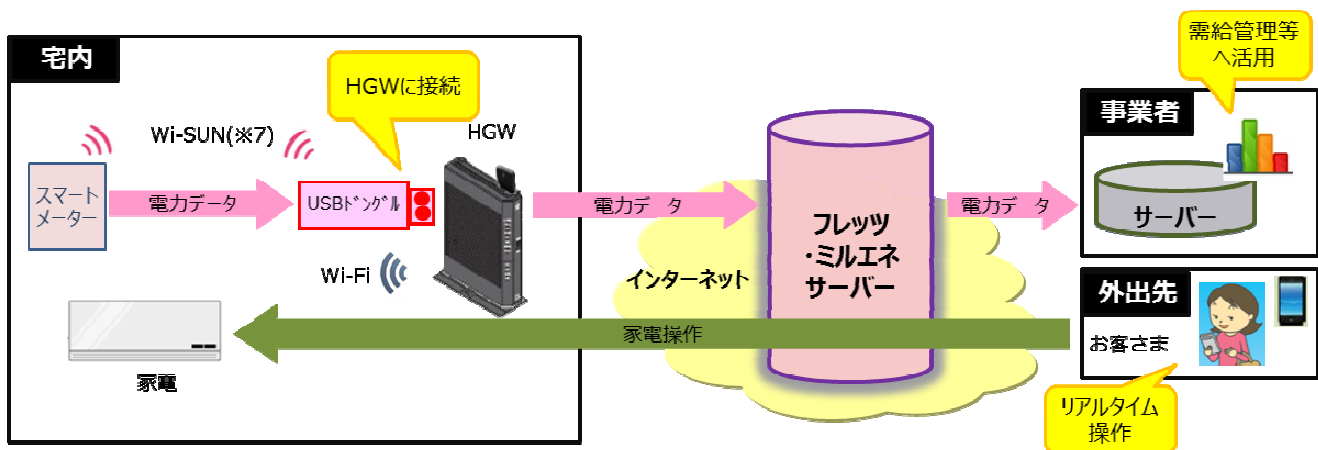 宅内
HGWに接続
Wi-SUN(※7)
HGW
スマート
メーター
電力データ
USBドングル
電力データ
Wi-Fi
家電
インターネット
フレッツ
・ミルエネ
サーバー
電力データ
家電操作
需給管理等
へ活用
事業者
サーバー
外出先
お客さま
リアルタイム
操作